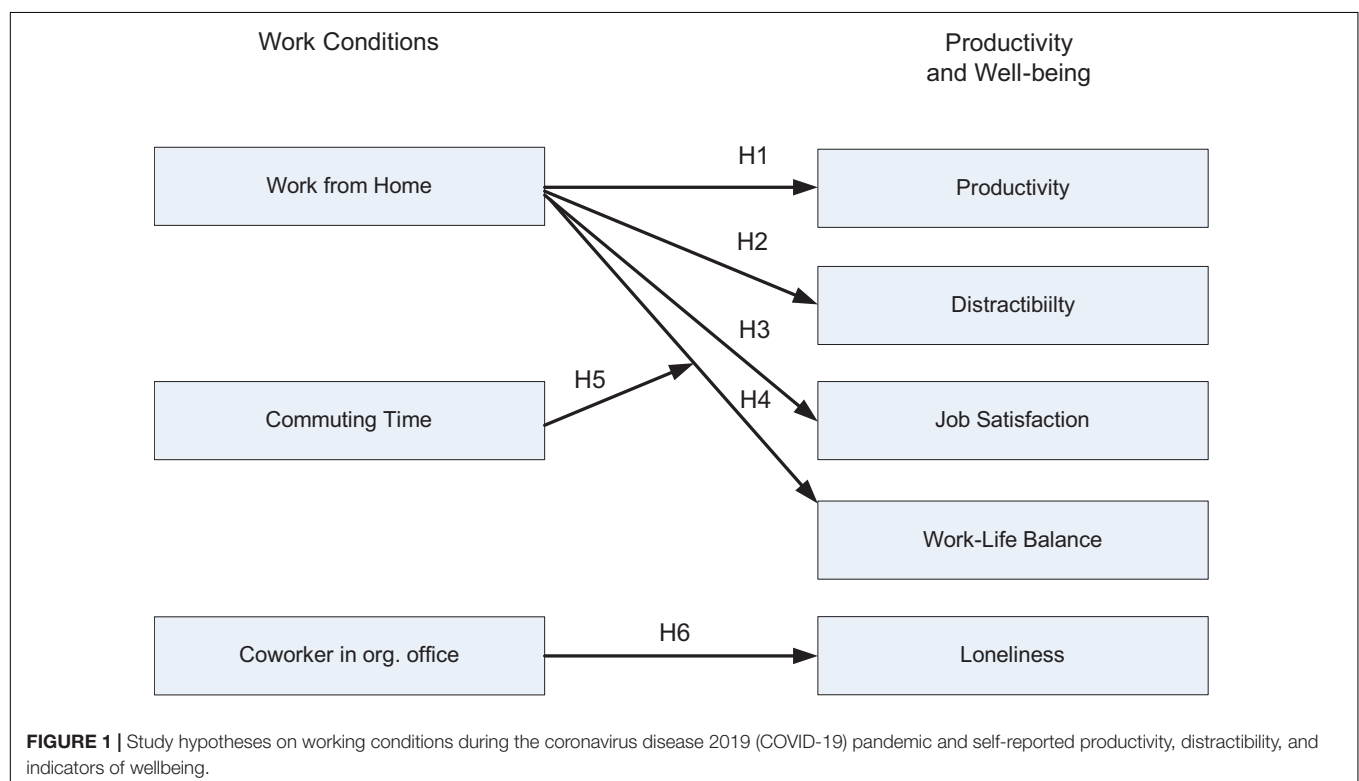 Work Conditions
Productivity
and Well-being
H1
Work from Home
Productivity
H2
Distractibiilty
H3
H5
H4
Commuting Time
Job Satisfaction
Work-Life Balance
H6
Coworker in org. office
Loneliness
FIGURE 1 | Study hypotheses on working conditions during the coronavirus disease 2019 (COVID-19) pandemic and self-reported productivity, distractibility, and
indicators of wellbeing.